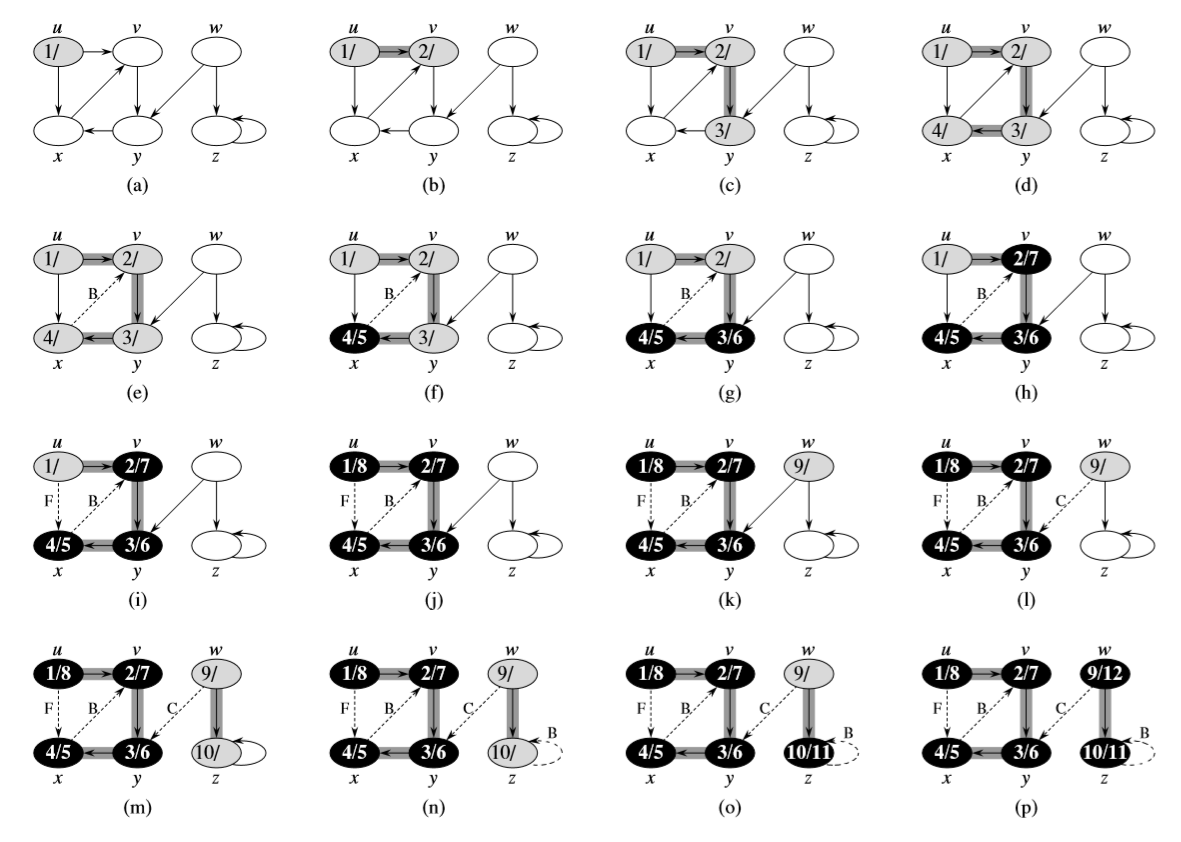 u v w u v w u v w u v w
1/ 1/ 2/ 1/ 2/ 1/ 2/
3/ 4/ 3/
x y z x y z x y z x y z
(a) (b) (c) (d)
u v w u v w u v w u v w
1/ 2/ 1/ 2/ 1/ 2/ 1/ 2/7
B B B B
4/ 3/ 4/5 3/ 4/5 3/6 4/5 3/6
x y z x y z x y z x y z
(e) (f) (g) (h)
u v w u v w u v w u v w
1/ 2/7 1/8 2/7 1/8 2/7 9/ 1/8 2/7 9/
F B F B F B F B C
4/5 3/6 4/5 3/6 4/5 3/6 4/5 3/6
x y z x y z x y z x y z
(i) (j) (k) (l)
u v w u v w u v w u v w
1/8 2/7 9/ 1/8 2/7 9/ 1/8 2/7 9/ 1/8 2/7 9/12
F B C F B C B F B C B F B C B
4/5 3/6 10/ 4/5 3/6 10/ 4/5 3/6 10/11 4/5 3/6 10/11
x y z x y z x y z x y z
(m) (n) (o) (p)